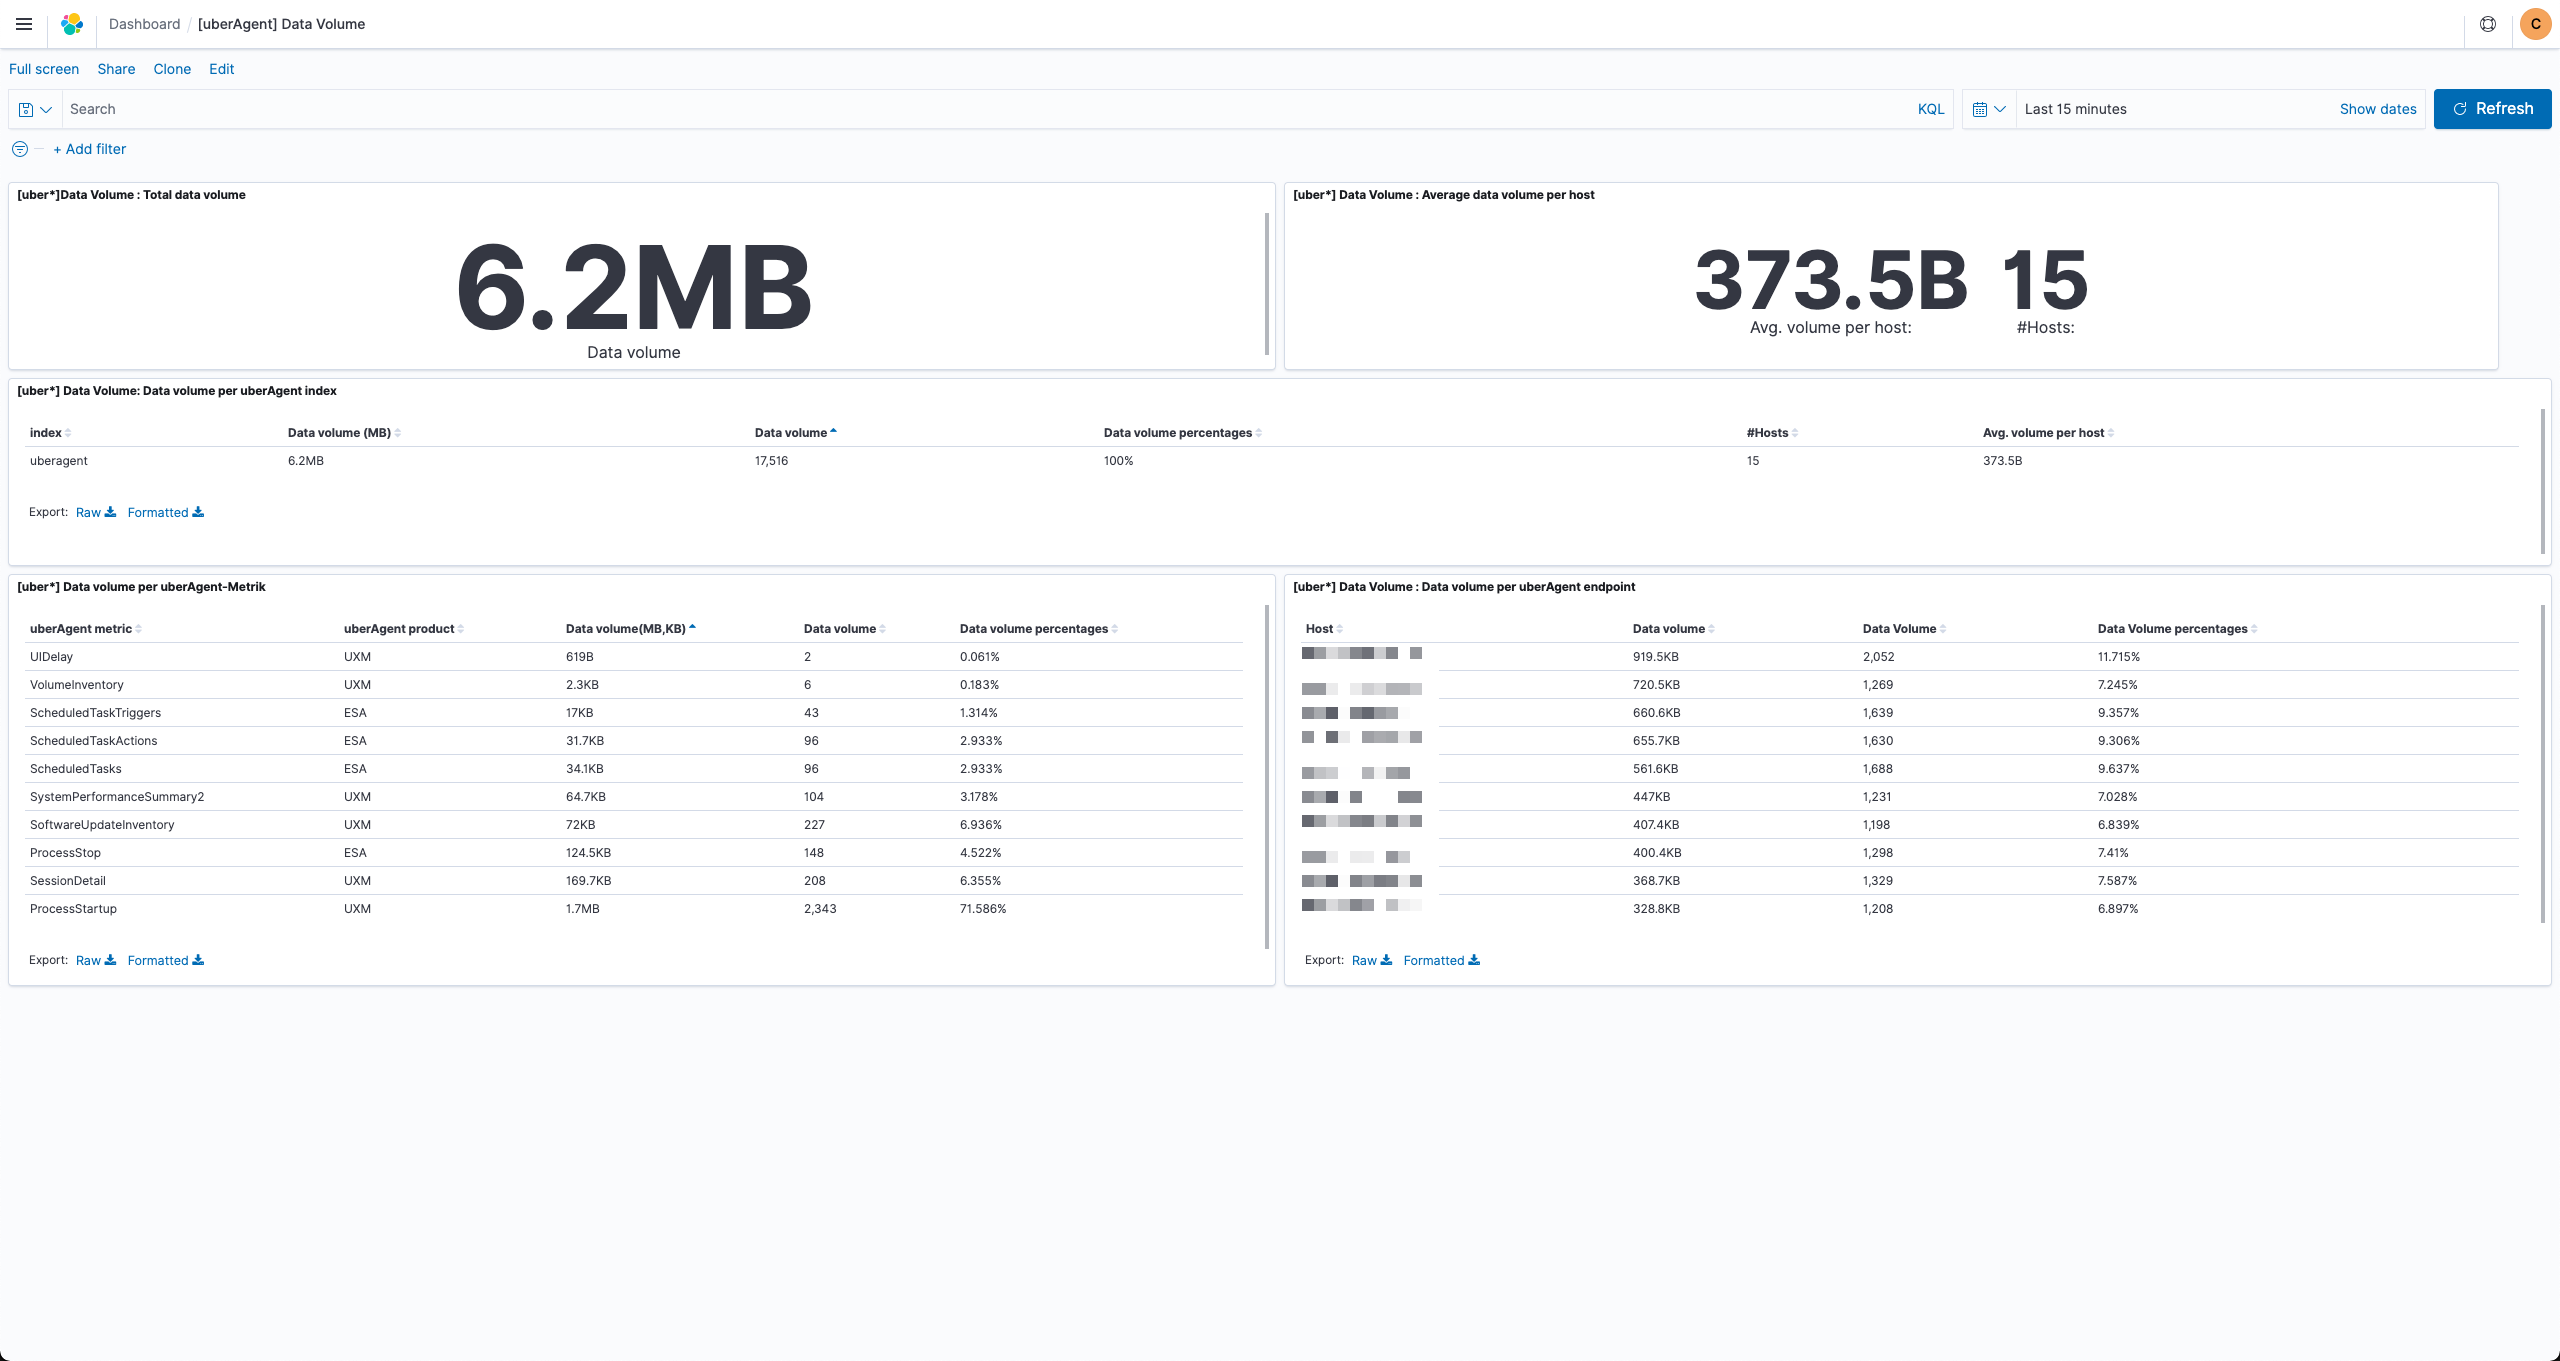 Dashboard / [uberAgent] Data Volume
C
Full screen Share Clone Edit
Search KQL Last 15 minutes Show dates Refresh
+ Add filter
[uber*]Data Volume : Total data volume
6.2MB
Data volume
[uber*] Data Volume : Average data volume per host
373.5B 15
Avg. volume per host: #Hosts:
[uber*] Data Volume: Data volume per uberAgent index
index Data volume (MB) Data volume Data volume percentages #Hosts Avg. volume per host
uberagent 6.2MB 17,516 100% 15 373.5B
Export: Raw Formatted
[uber*] Data volume per uberAgent-Metrik
uberAgent metric uberAgent product Data volume(MB,KB) Data volume Data volume percentages
UIDelay UXM 619B 2 0.061%
VolumeInventory UXM 2.3KB 6 0.183%
ScheduledTaskTriggers ESA 17KB 43 1.314%
ScheduledTaskActions ESA 31.7KB 96 2.933%
ScheduledTasks ESA 34.1KB 96 2.933%
SystemPerformanceSummary2 UXM 64.7KB 104 3.178%
SoftwareUpdateInventory UXM 72KB 227 6.936%
ProcessStop ESA 124.5KB 148 4.522%
SessionDetail UXM 169.7KB 208 6.355%
ProcessStartup UXM 1.7MB 2,343 71.586%
Export: Raw Formatted
[uber*] Data Volume : Data volume per uberAgent endpoint
Host Data volume Data Volume Data Volume percentages
919.5KB 2,052 11.715%
720.5KB 1,269 7.245%
660.6KB 1,639 9.357%
655.7KB 1,630 9.306%
561.6KB 1,688 9.637%
447KB 1,231 7.028%
407.4KB 1,198 6.839%
400.4KB 1,298 7.41%
368.7KB 1,329 7.587%
328.8KB 1,208 6.897%
Export: Raw Formatted